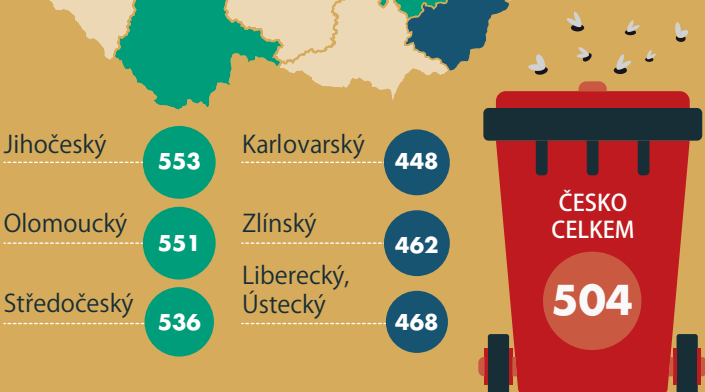 Jihočeský 553
Olomoucký 551
Středočeský 536
Karlovarský 448
Zlínský 462
Liberecký,
Ústecký 468
ČESKO
CELKEM
504